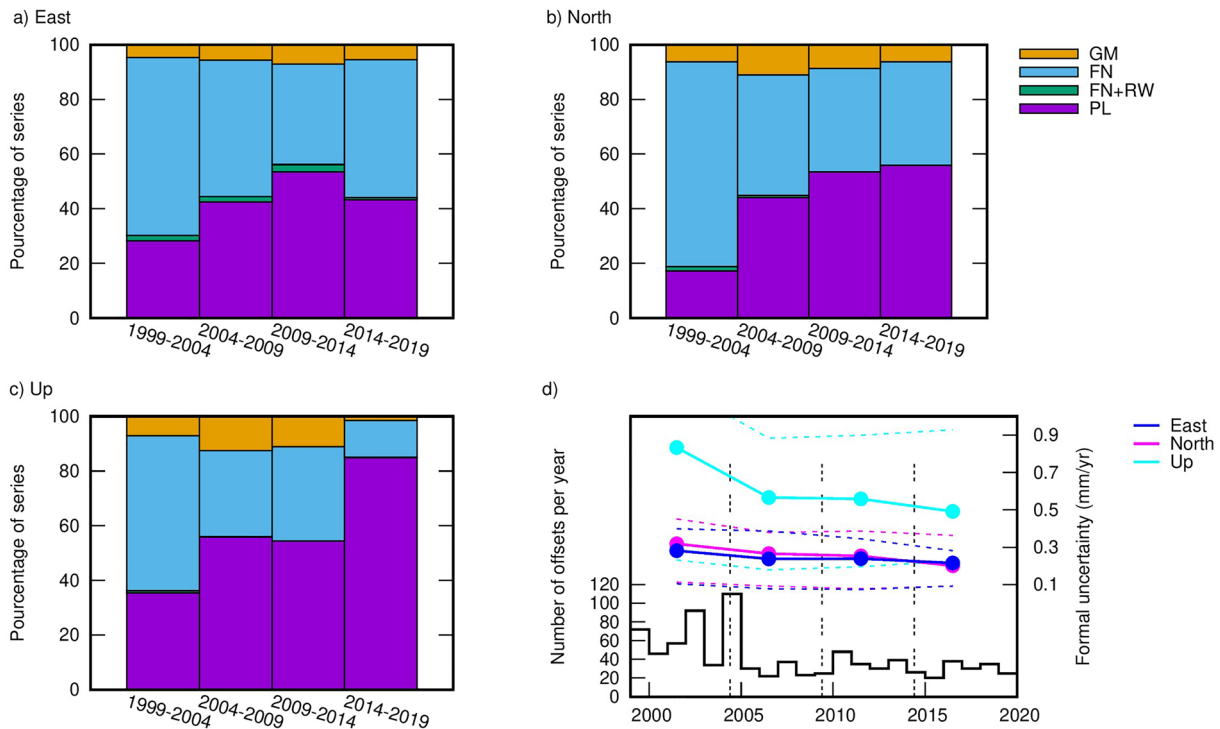 a) East
Pourcentage of series
100
80
60
40
20
0
1999-2004
2004-2009
2009-2014
2014-2019
b) North
Pourcentage of series
100
80
60
40
20
0
1999-2004
2004-2009
2009-2014
2014-2019
GM
FN
FN+RW
PL
c) Up
Pourcentage of series
100
80
60
40
20
0
1999-2004
2004-2009
2009-2014
2014-2019
d)
Number of offsets per year
120
100
80
60
40
20
0
2000
2005
2010
2015
2020
0.9
0.7
0.5
0.3
0.1
Formal uncertainty (mm/yr)
East
North
Up